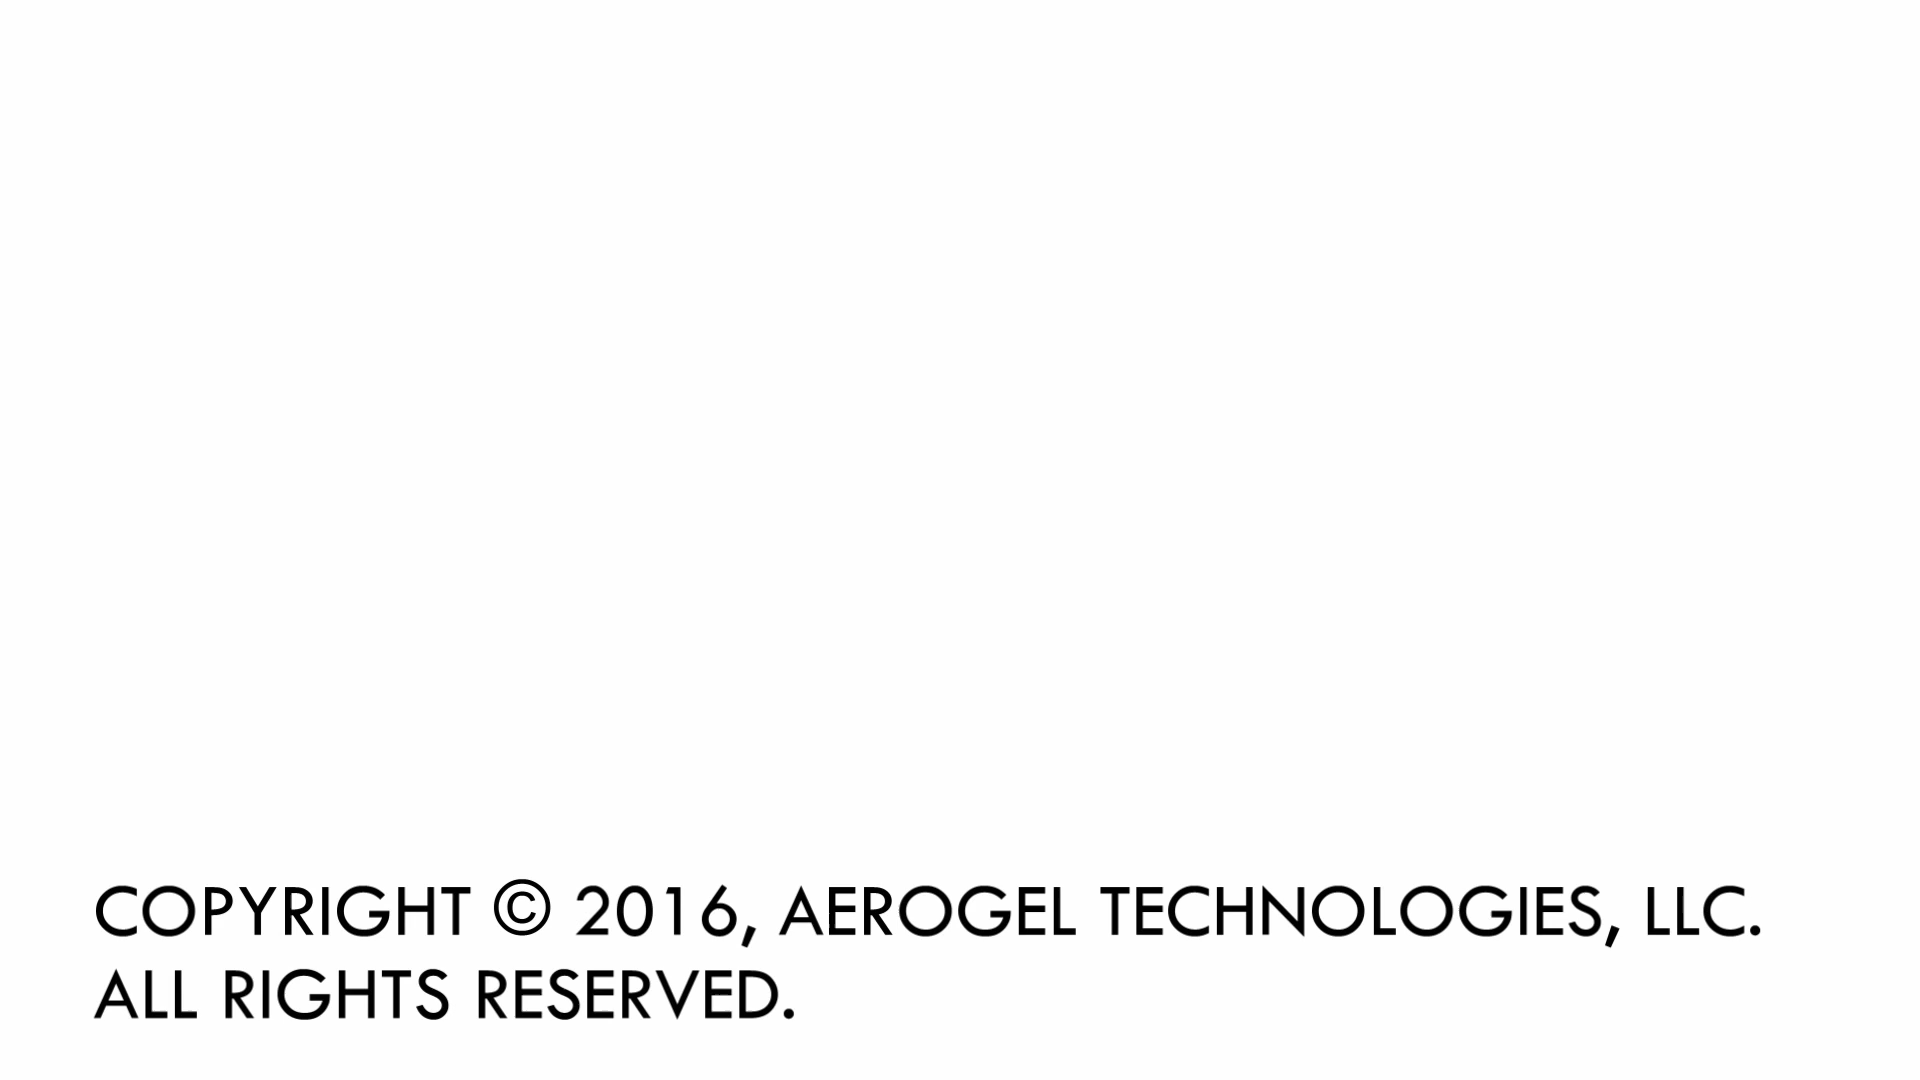 COPYRIGHT © 2016, AEROGEL TECHNOLOGIES, LLC.
ALL RIGHTS RESERVED.